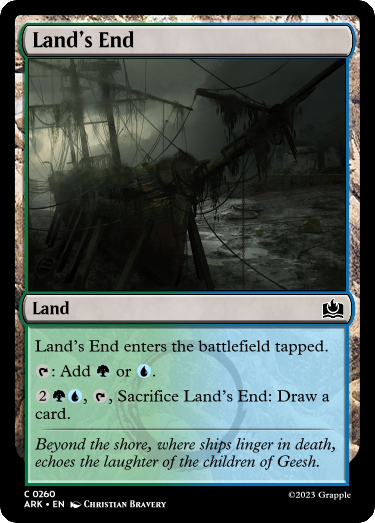 Land's End
Land
Land's End enters the battlefield tapped.
: Add or .
2 , , Sacrifice Land's End: Draw a
card.
Beyond the shore, where ships linger in death,
echoes the laughter of the children of Geesh.
C 0260
ARK • EN Christian Bravery
©2023 Grapple